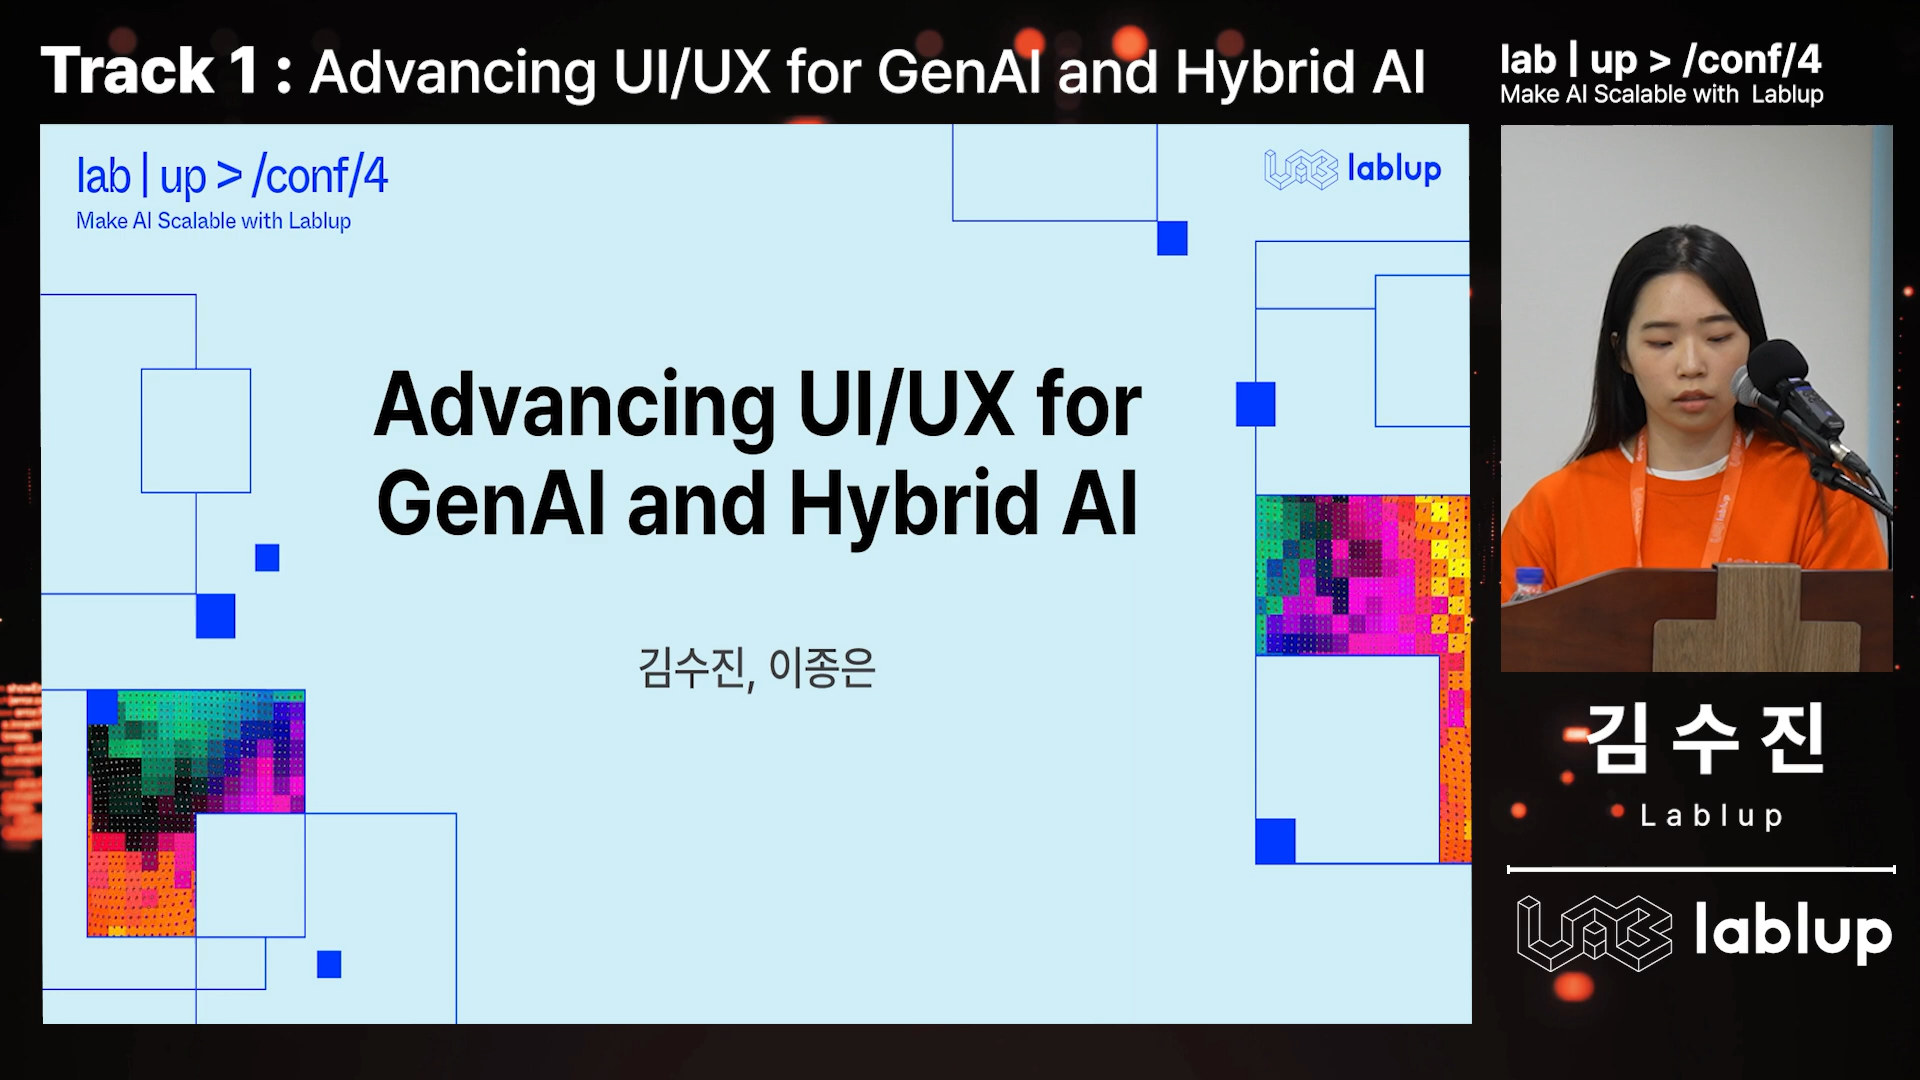 Track 1 : Advancing UI/UX for GenAI and Hybrid AI
lab | up > /conf/4
Make AI Scalable with Lablup
lab | up > /conf/4
Make AI Scalable with Lablup
LAB lablup
Advancing UI/UX for
GenAI and Hybrid AI
김수진, 이종은
김수진
Lablup
LAB lablup